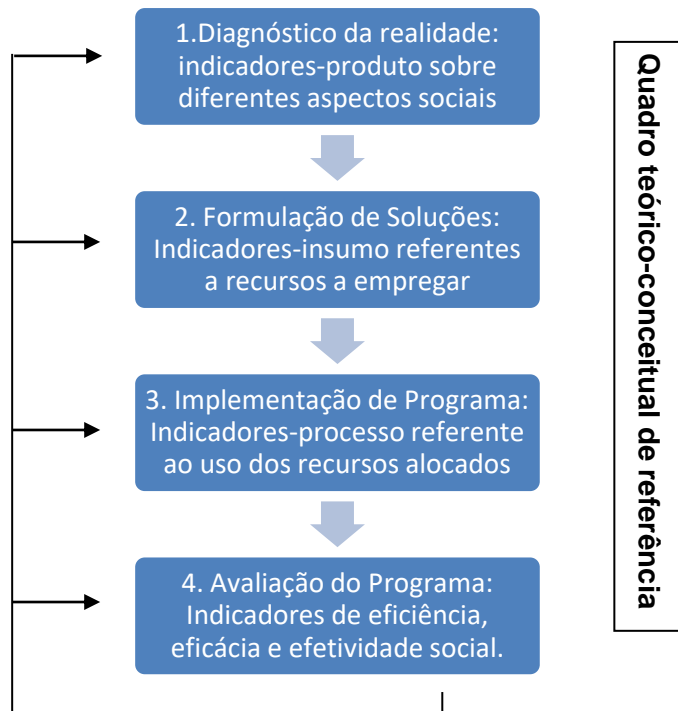 1.Diagnóstico da realidade:
indicadores-produto sobre
diferentes aspectos sociais
2. Formulação de Soluções:
Indicadores-insumo referentes
a recursos a empregar
3. Implementação de Programa:
Indicadores-processo referente
ao uso dos recursos alocados
4. Avaliação do Programa:
Indicadores de eficiência,
eficácia e efetividade social.
Quadro teórico-conceitual de referência